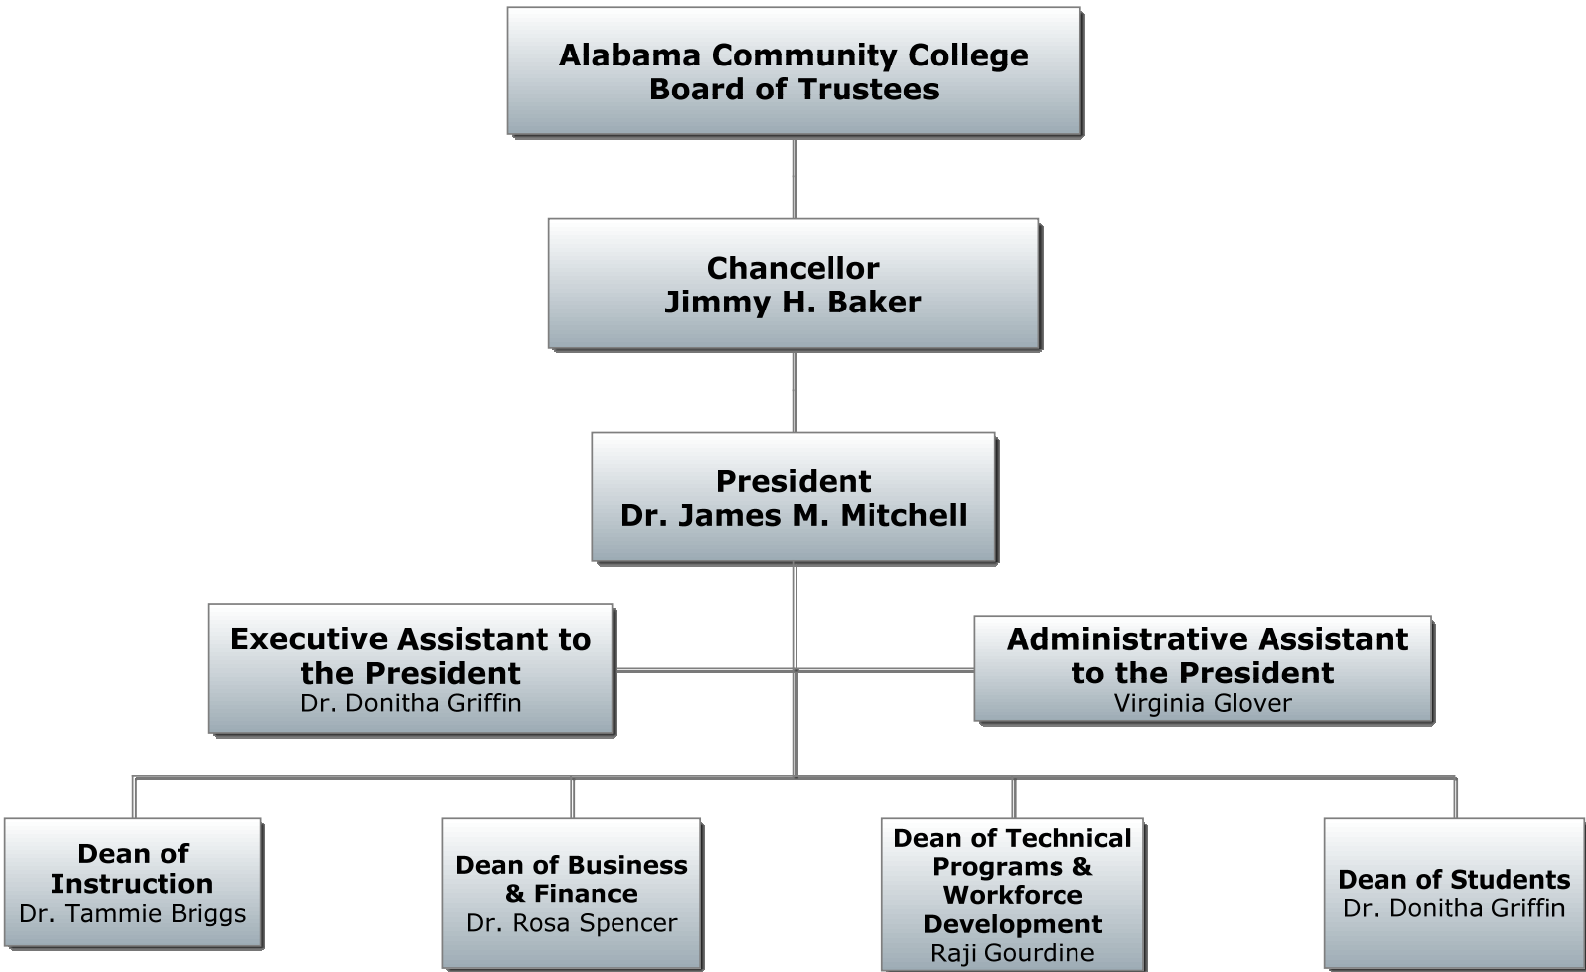 Alabama Community College
Board of Trustees
Chancellor
Jimmy H. Baker
President
Dr. James M. Mitchell
Executive Assistant to
the President
Dr. Donitha Griffin
Administrative Assistant
to the President
Virginia Glover
Dean of
Instruction
Dr. Tammie Briggs
Dean of Business
& Finance
Dr. Rosa Spencer
Dean of Technical
Programs &
Workforce
Development
Raji Gourdine
Dean of Students
Dr. Donitha Griffin